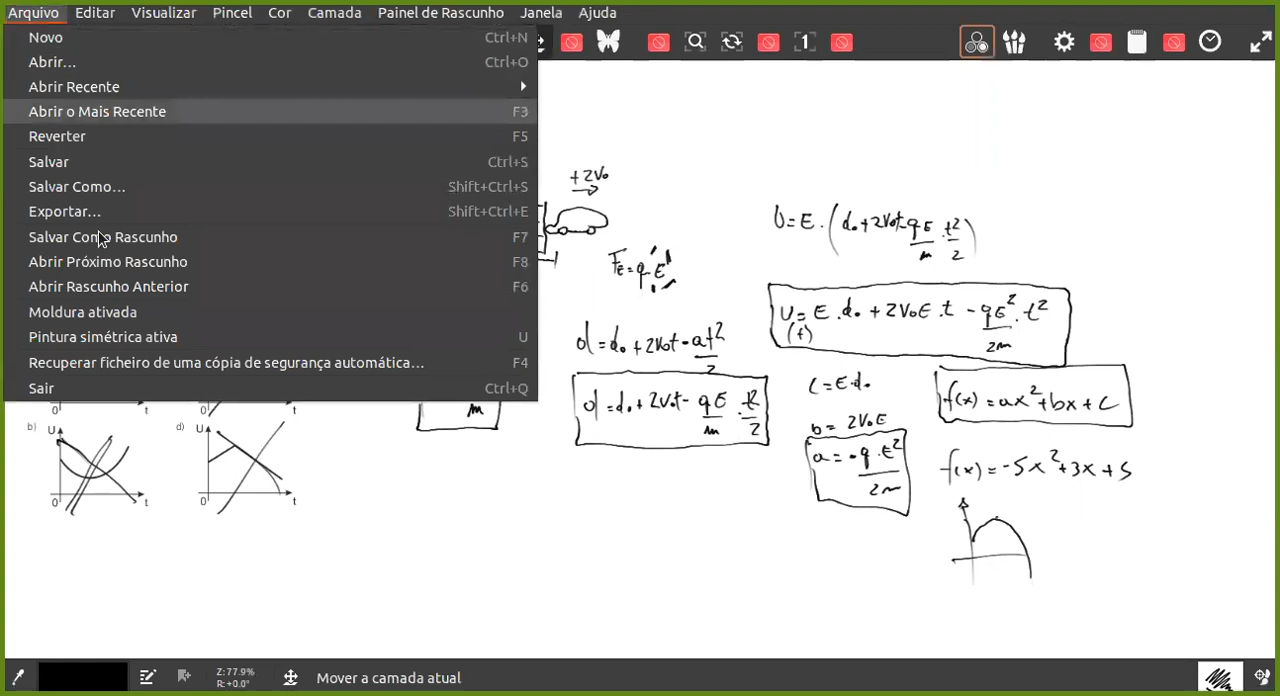 Arquivo Editar Visualizar Pincel Cor Camada Painel de Rascunho Janela Ajuda
Novo Ctrl+N
Abrir... Ctrl+O
Abrir Recente
Abrir o Mais Recente F3
Reverter F5
Salvar Ctrl+S
Salvar Como... Shift+Ctrl+S
Exportar... Shift+Ctrl+E
Salvar Como Rascunho F7
Abrir Próximo Rascunho F8
Abrir Rascunho Anterior F6
Moldura ativada
Pintura simétrica ativa U
Recuperar ficheiro de uma cópia de segurança automática... F4
Sair Ctrl+Q
1
+2V₀
F_E = q "E"
d = d₀ + 2V₀t - at²/2
d = d₀ + 2V₀t - qE/m . t²/2
m
U = E . (d₀ + 2V₀t - qE/m . t²/2)
U(t) = E . d₀ + 2V₀E . t - qE²/2m . t²
c = E . d₀
b = 2V₀E
a = -q . E²/2m
f(x) = ax² + bx + c
f(x) = -5x² + 3x + 5
0 t
0 t
b) U
0 t
d) U
0 t
Z: 77.9%
R: +0.0°
Mover a camada atual